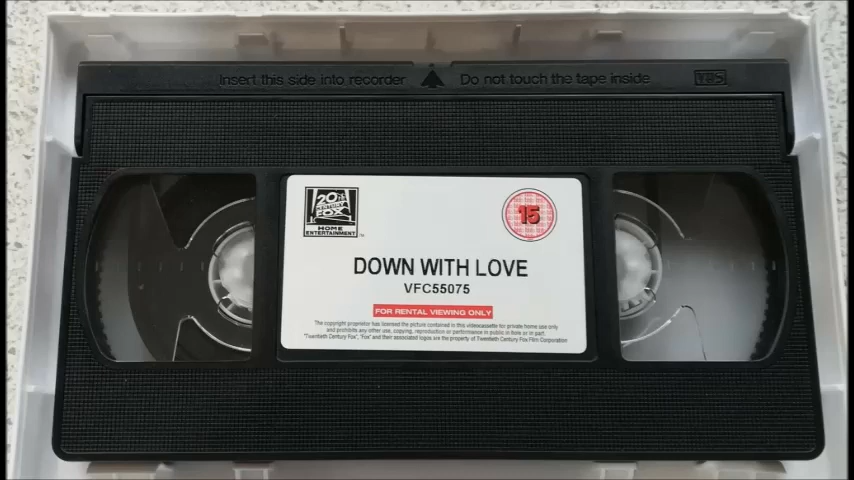 Insert this side into recorder Do not touch the tape inside VHS
20TH
CENTURY
FOX
HOME
ENTERTAINMENT
TM
15
DOWN WITH LOVE
VFC55075
FOR RENTAL VIEWING ONLY
The copyright proprietor has licensed the picture contained in this videocassette for private home use only
and prohibits any other use, copying, reproduction or performance in public in whole or in part.
"Twentieth Century Fox", "Fox" and their associated logos are the property of Twentieth Century Fox Film Corporation